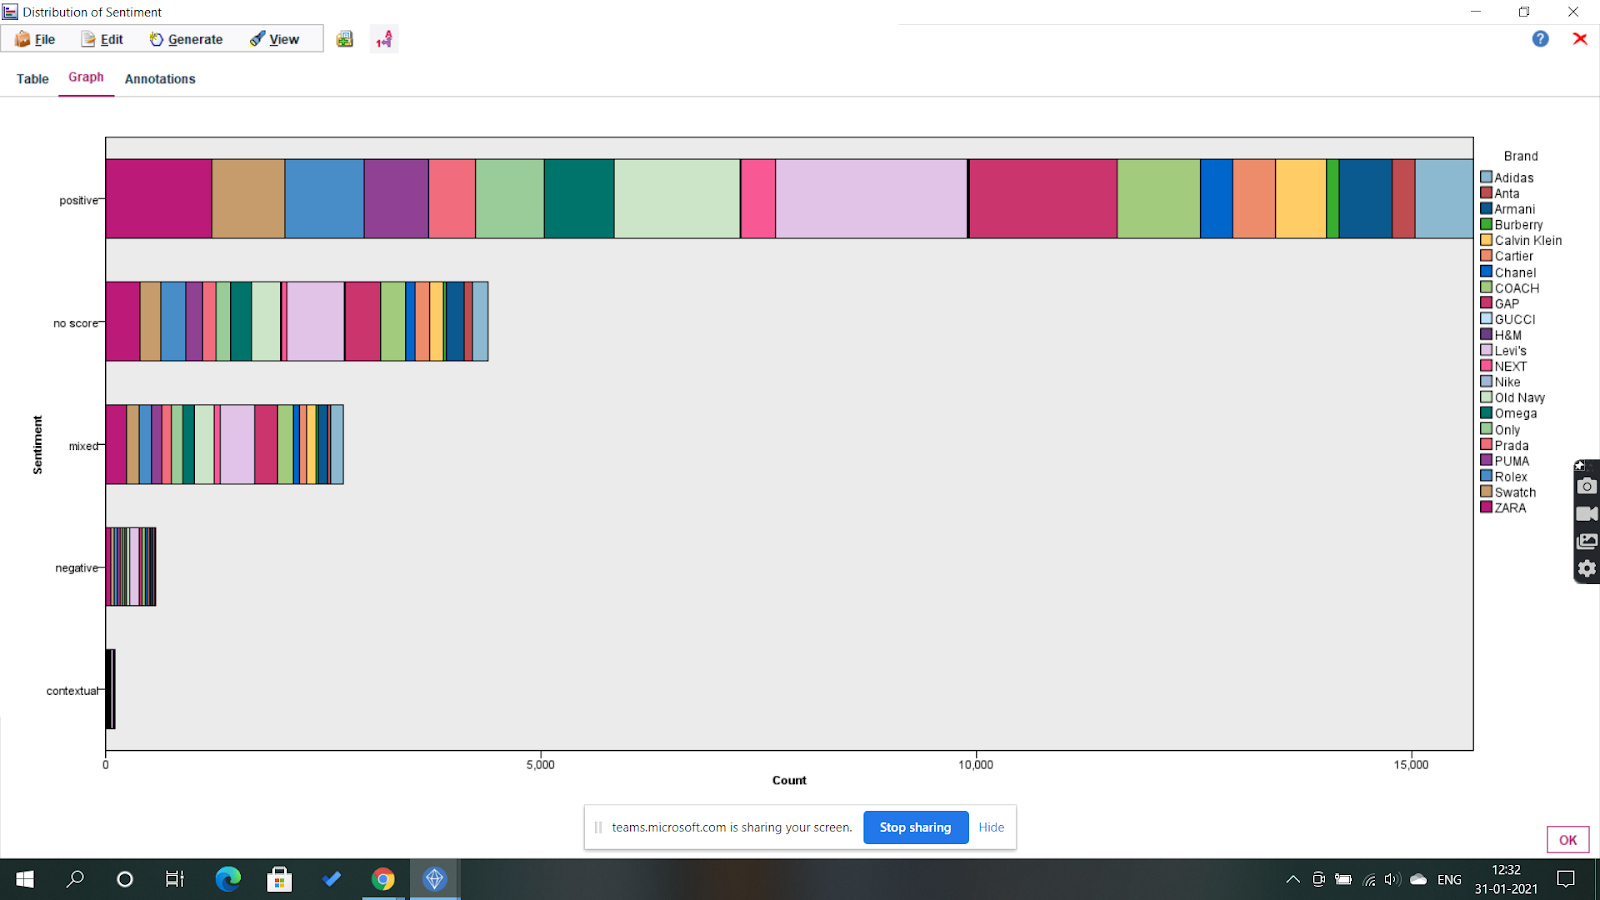 Distribution of Sentiment
File Edit Generate View
Table Graph Annotations
Brand
Adidas
Anta
Armani
Burberry
Calvin Klein
Cartier
Chanel
COACH
GAP
GUCCI
H&M
Levi's
NEXT
Nike
Old Navy
Omega
Only
Prada
PUMA
Rolex
Swatch
ZARA
Sentiment
positive
no score
mixed
negative
contextual
0 5,000 10,000 15,000
Count
teams.microsoft.com is sharing your screen. Stop sharing Hide
OK
ENG
12:32
31-01-2021